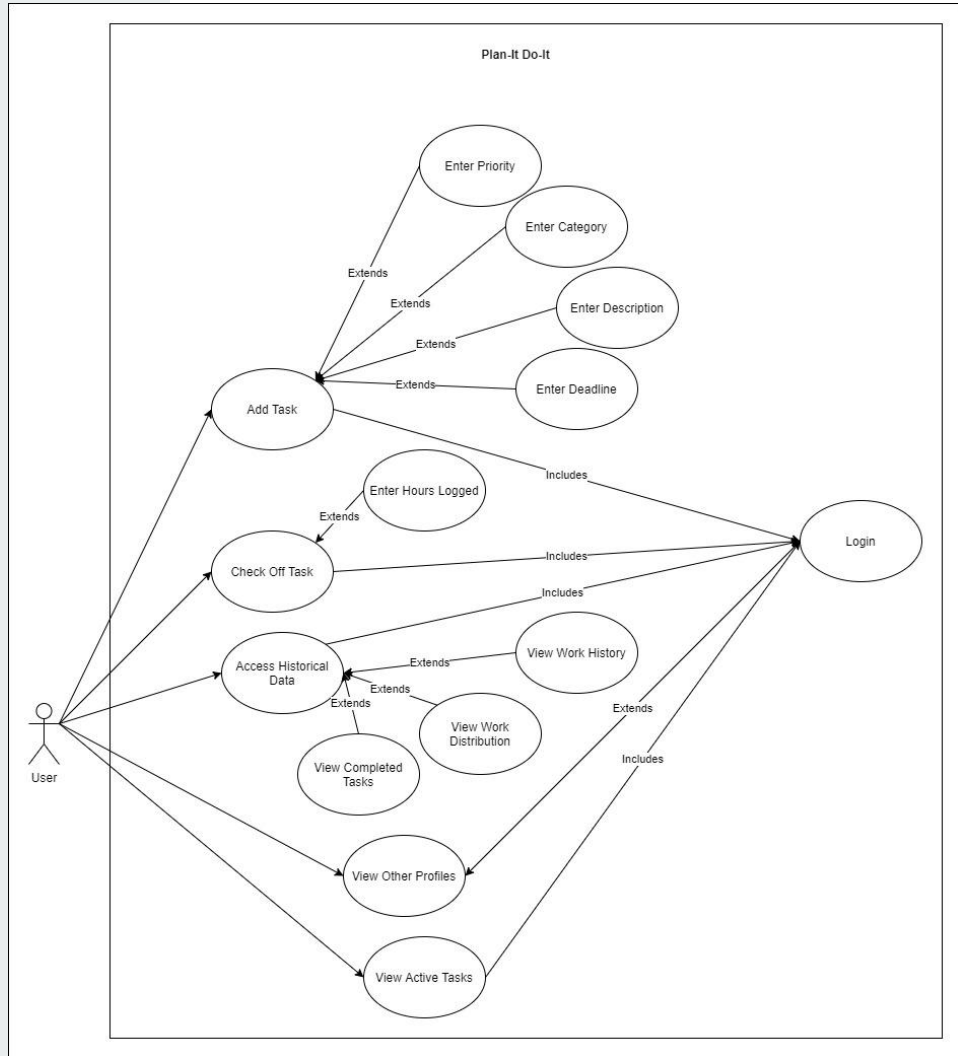 Plan-It Do-It
Enter Priority
Enter Category
Extends
Enter Description
Extends
Extends
Enter Deadline
Extends
Add Task
Includes
Enter Hours Logged
Extends
Login
Includes
Check Off Task
Includes
View Work History
Extends
Access Historical
Data
Extends
Extends
Extends
View Work
Distribution
Includes
View Completed
Tasks
User
View Other Profiles
View Active Tasks